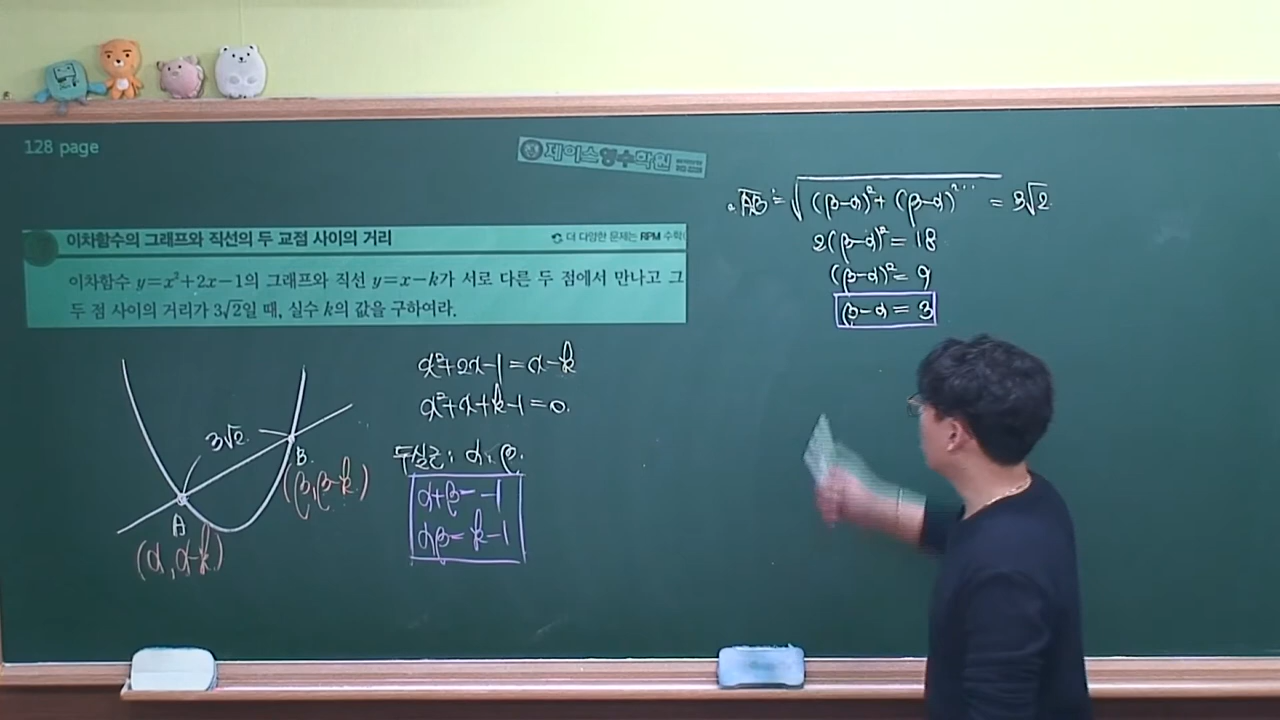 128 page
제이스영수학원
이차함수의 그래프와 직선의 두 교점 사이의 거리
더 다양한 문제는 RPM 수학(
이차함수 y=x²+2x-1의 그래프와 직선 y=x-k가 서로 다른 두 점에서 만나고 그
두 점 사이의 거리가 3√2일 때, 실수 k의 값을 구하여라.
3√2
A
B
(α, α-k)
(β, β-k)
x²+2x-1=x-k
x²+x+k-1=0.
두실근: α, β.
α+β=-1
αβ=k-1
AB = √(β-α)²+(β-α)² = 3√2
2(β-α)²=18
(β-α)²=9
β-α=3